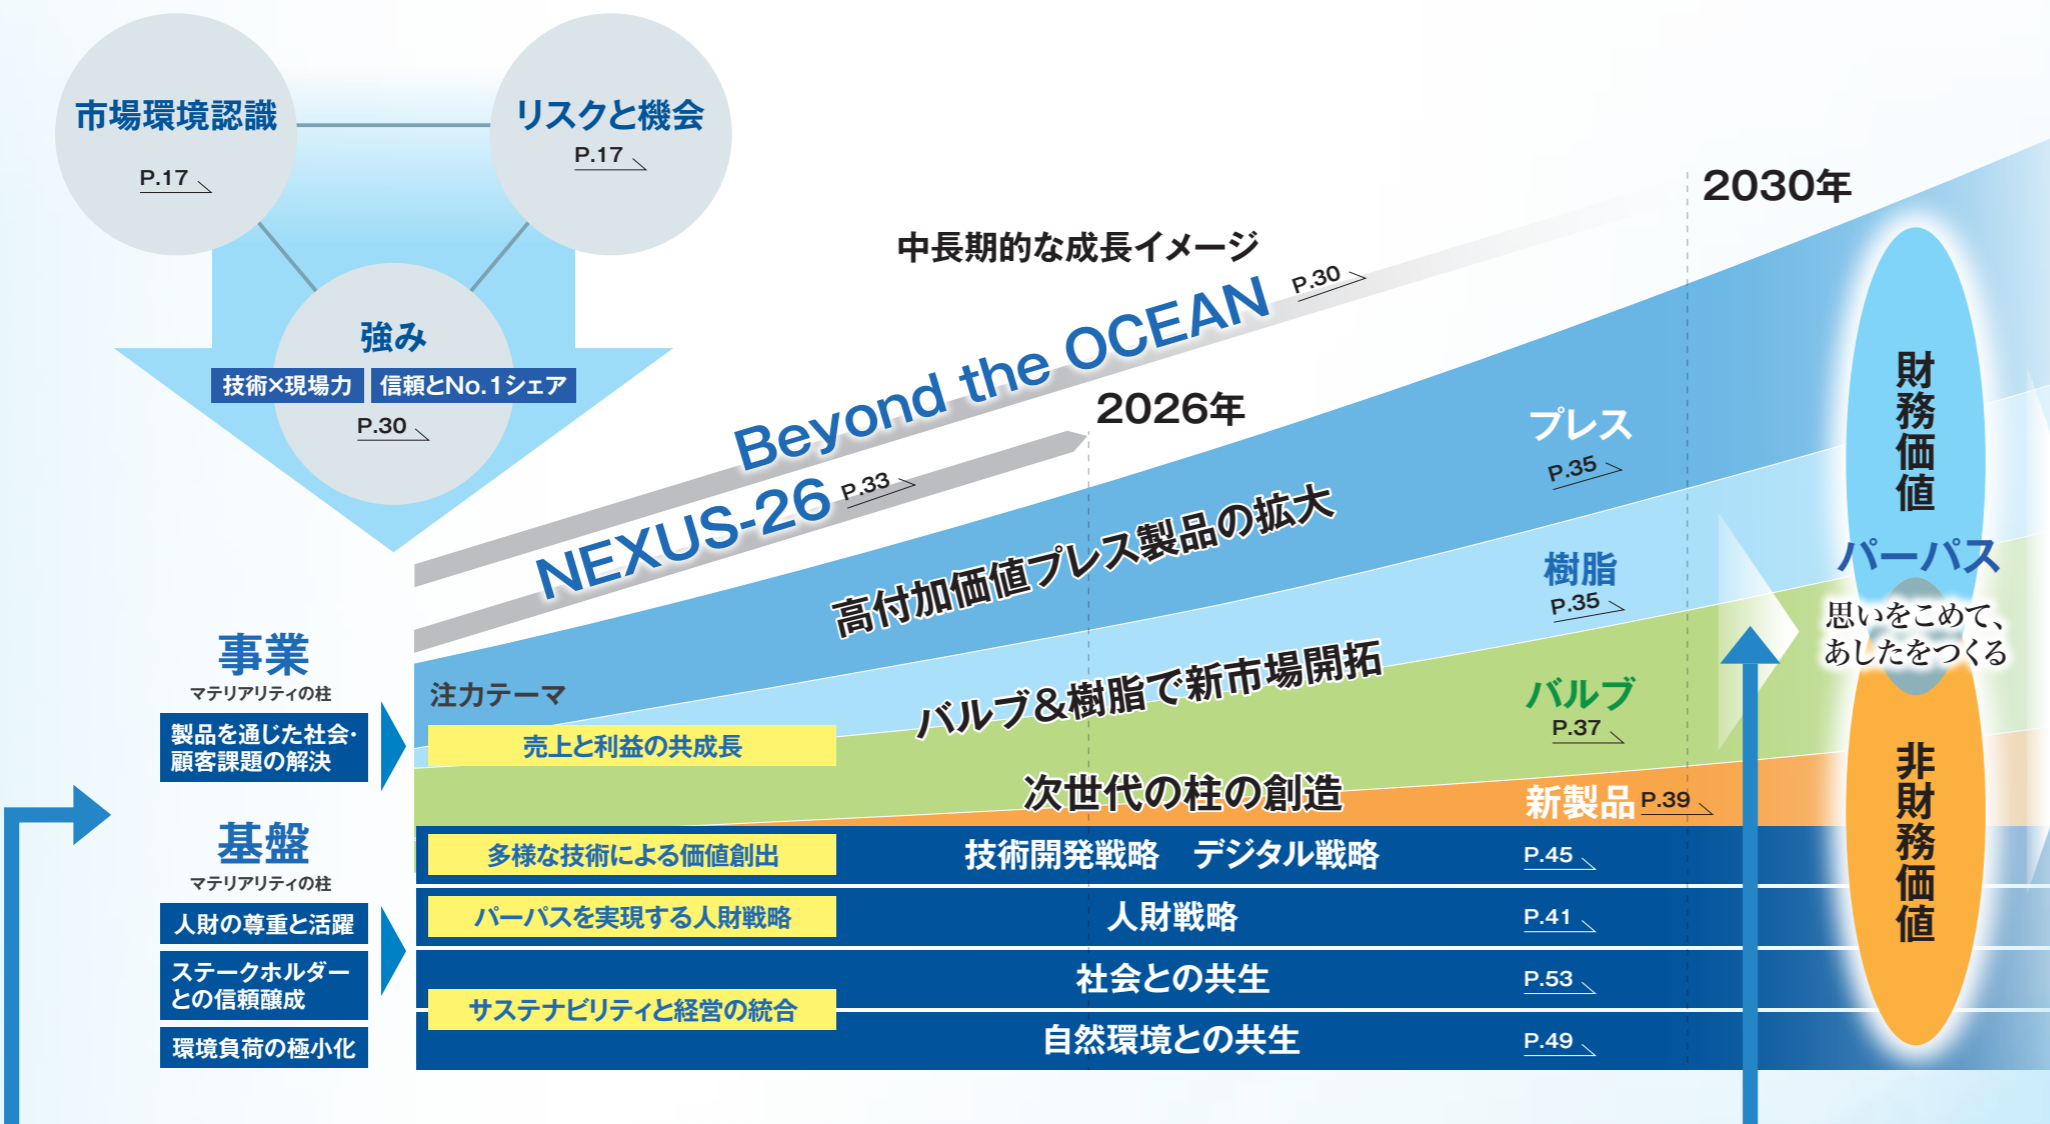 市場環境認識
P.17
リスクと機会
P.17
強み
技術×現場力
信頼とNo.1シェア
P.30
中長期的な成長イメージ
2030年
Beyond the OCEAN
P.30
2026年
NEXUS-26
P.33
高付加価値プレス製品の拡大
プレス
P.35
樹脂
P.35
バルブ&樹脂で新市場開拓
バルブ
P.37
次世代の柱の創造
新製品
P.39
事業
マテリアリティの柱
製品を通じた社会・
顧客課題の解決
注力テーマ
売上と利益の共成長
基盤
マテリアリティの柱
人財の尊重と活躍
ステークホルダー
との信頼醸成
環境負荷の極小化
多様な技術による価値創出
技術開発戦略 デジタル戦略
P.45
パーパスを実現する人財戦略
人財戦略
P.41
サステナビリティと経営の統合
社会との共生
P.53
自然環境との共生
P.49
財務価値
パーパス
思いをこめて、
あしたをつくる
非財務価値